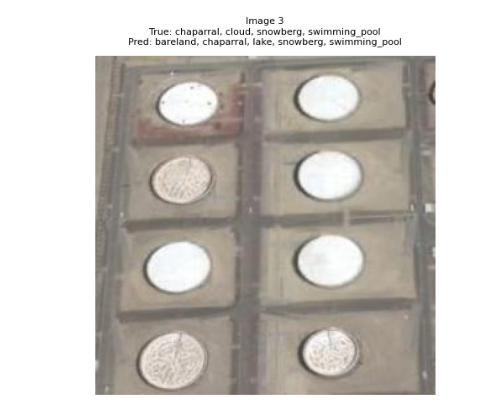 Image 3
True: chaparral, cloud, snowberg, swimming_pool
Pred: bareland, chaparral, lake, snowberg, swimming_pool